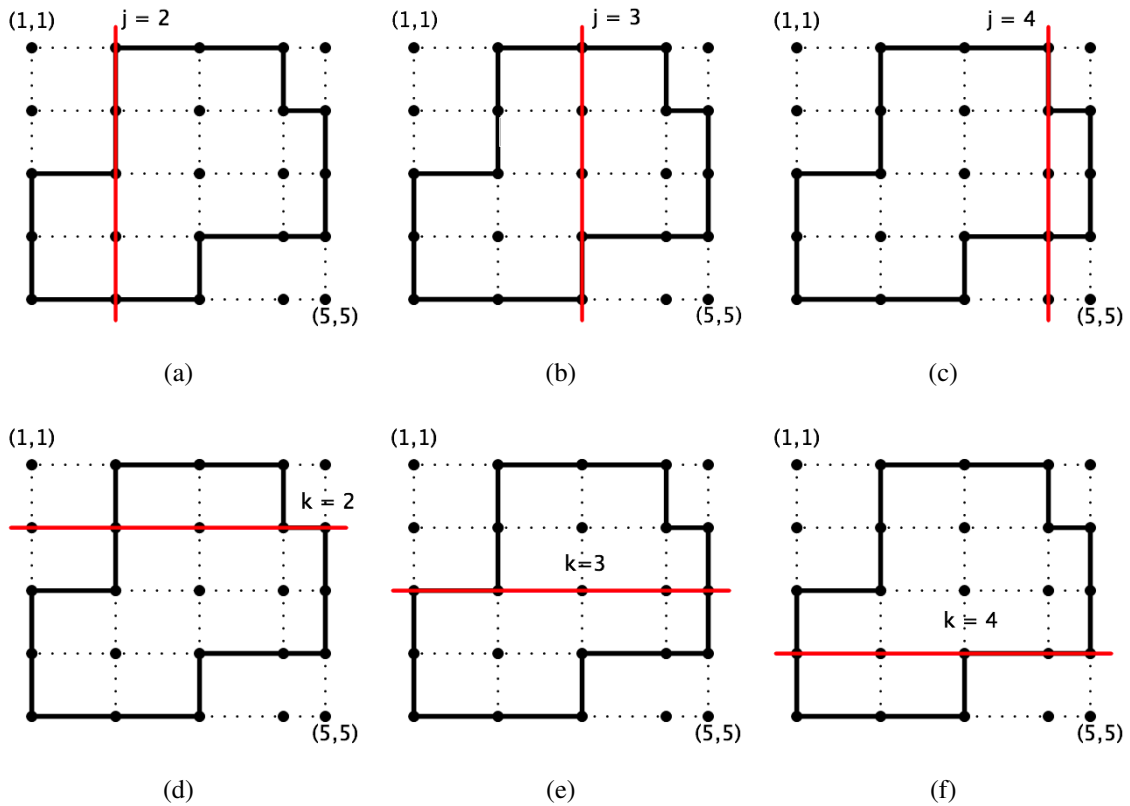 (1,1) j = 2
(5,5)
(a)
(1,1) j = 3
(5,5)
(b)
(1,1) j = 4
(5,5)
(c)
(1,1)
k = 2
(5,5)
(d)
(1,1)
k=3
(5,5)
(e)
(1,1)
k = 4
(5,5)
(f)